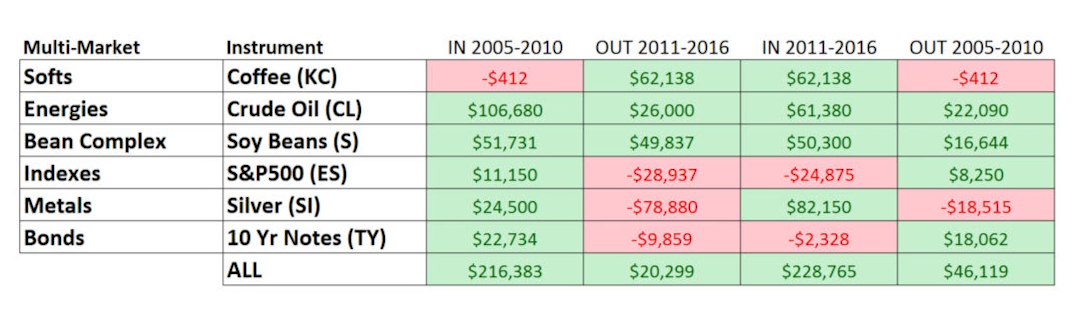 Multi-Market Instrument IN 2005-2010 OUT 2011-2016 IN 2011-2016 OUT 2005-2010
Softs Coffee (KC) -$412 $62,138 $62,138 -$412
Energies Crude Oil (CL) $106,680 $26,000 $61,380 $22,090
Bean Complex Soy Beans (S) $51,731 $49,837 $50,300 $16,644
Indexes S&P500 (ES) $11,150 -$28,937 -$24,875 $8,250
Metals Silver (SI) $24,500 -$78,880 $82,150 -$18,515
Bonds 10 Yr Notes (TY) $22,734 -$9,859 -$2,328 $18,062
ALL $216,383 $20,299 $228,765 $46,119